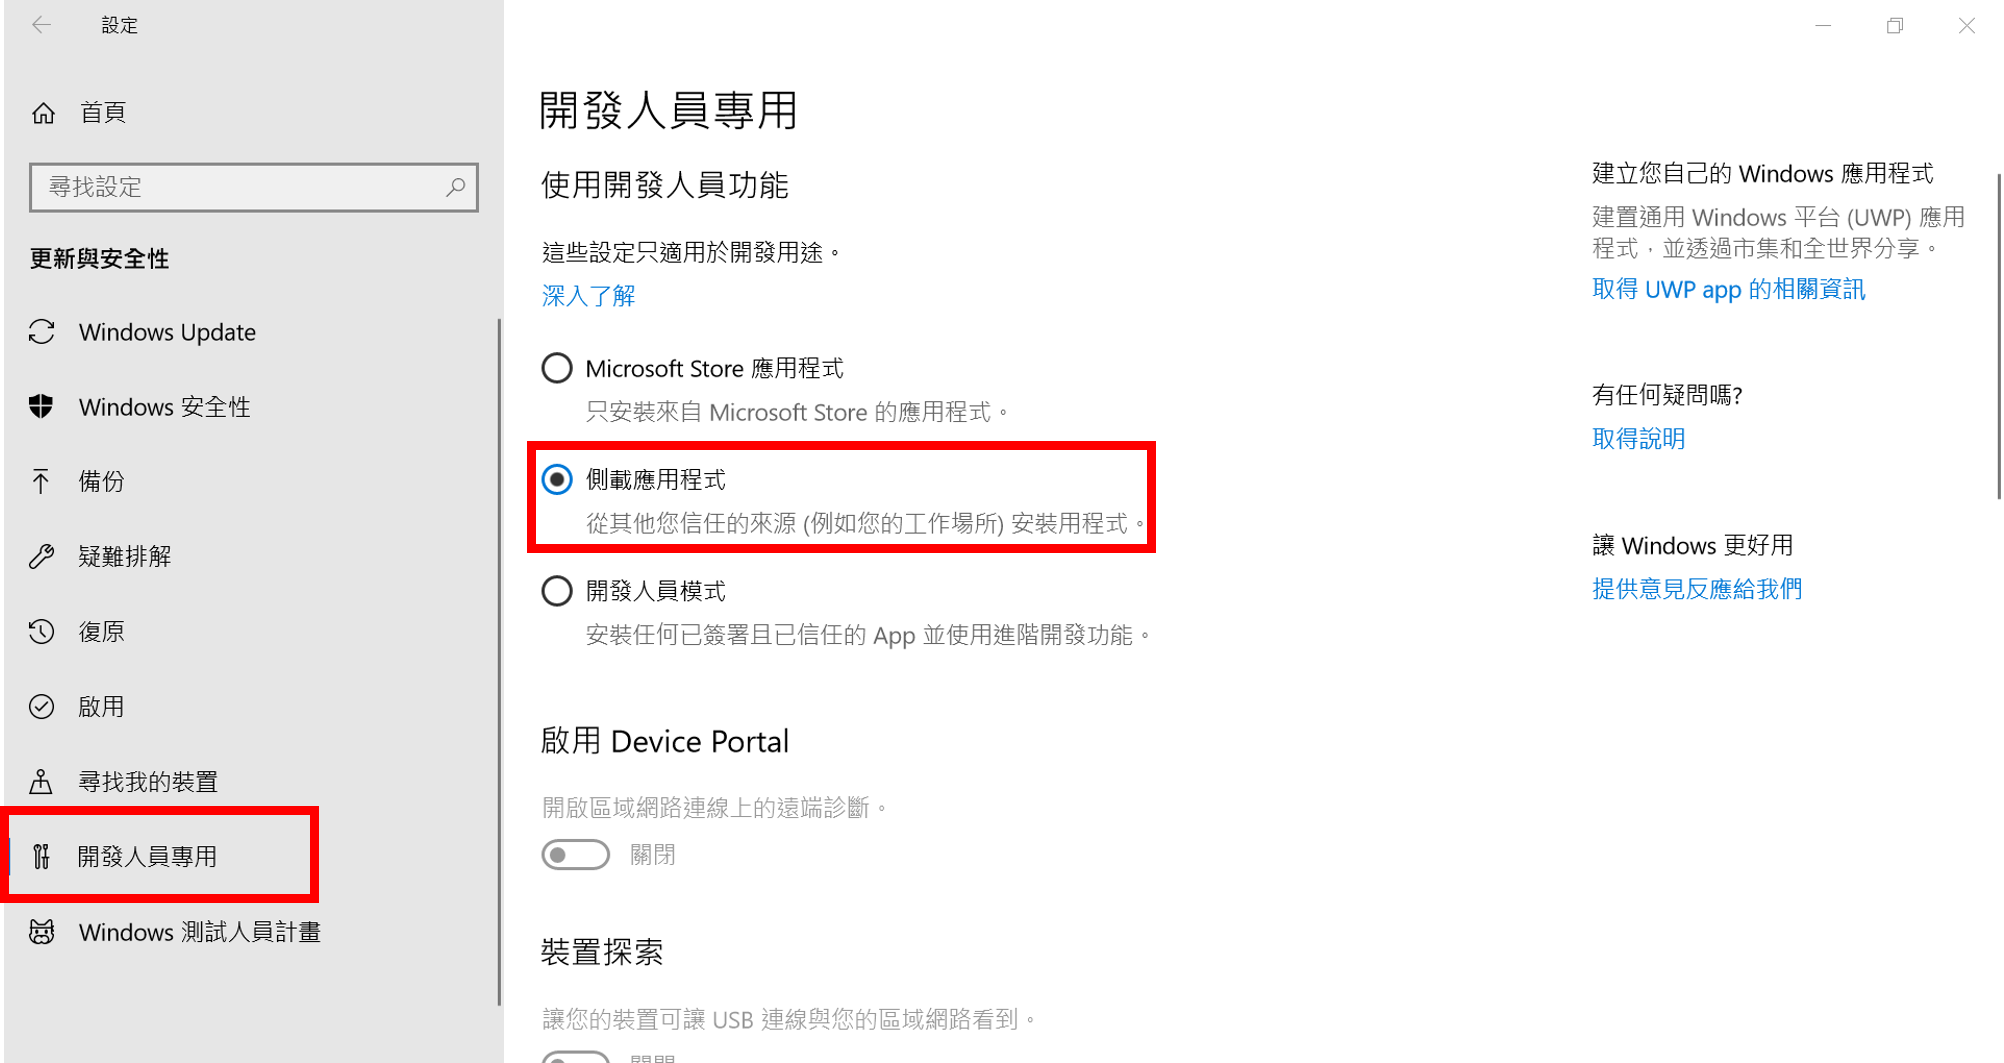 設定
首頁
尋找設定
更新與安全性
Windows Update
Windows 安全性
備份
疑難排解
復原
啟用
尋找我的裝置
開發人員專用
Windows 測試人員計畫
開發人員專用
使用開發人員功能
這些設定只適用於開發用途。
深入了解
Microsoft Store 應用程式
只安裝來自 Microsoft Store 的應用程式。
側載應用程式
從其他您信任的來源 (例如您的工作場所) 安裝用程式。
開發人員模式
安裝任何已簽署且已信任的 App 並使用進階開發功能。
啟用 Device Portal
開啟區域網路連線上的遠端診斷。
關閉
裝置探索
讓您的裝置可讓 USB 連線與您的區域網路看到。
建立您自己的 Windows 應用程式
建置通用 Windows 平台 (UWP) 應用
程式，並透過市集和全世界分享。
取得 UWP app 的相關資訊
有任何疑問嗎?
取得說明
讓 Windows 更好用
提供意見反應給我們